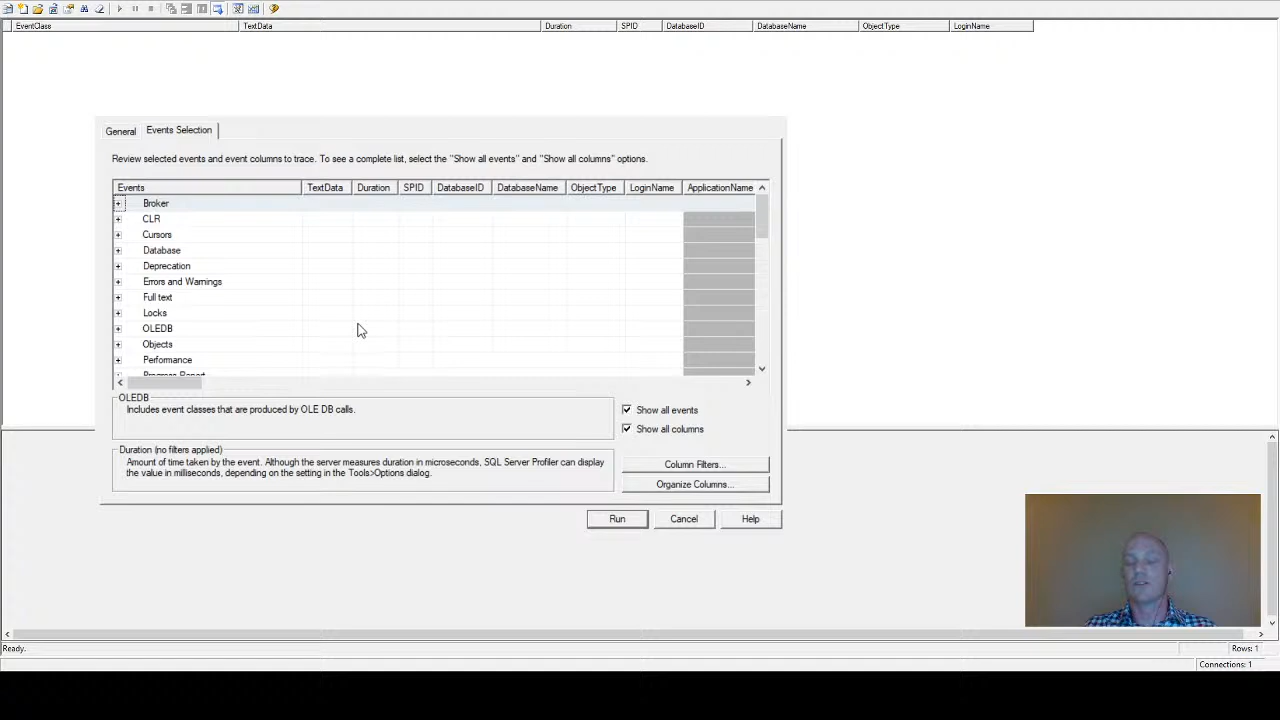 EventClass TextData Duration SPID DatabaseID DatabaseName ObjectType LoginName
General Events Selection
Review selected events and event columns to trace. To see a complete list, select the "Show all events" and "Show all columns" options.
Events TextData Duration SPID DatabaseID DatabaseName ObjectType LoginName ApplicationName
Broker
CLR
Cursors
Database
Deprecation
Errors and Warnings
Full text
Locks
OLEDB
Objects
Performance
Progress Report
OLEDB
Includes event classes that are produced by OLE DB calls.
Show all events
Show all columns
Duration (no filters applied)
Amount of time taken by the event. Although the server measures duration in microseconds, SQL Server Profiler can display
the value in milliseconds, depending on the setting in the Tools>Options dialog.
Column Filters...
Organize Columns...
Run Cancel Help
Ready.
Rows: 1
Connections: 1